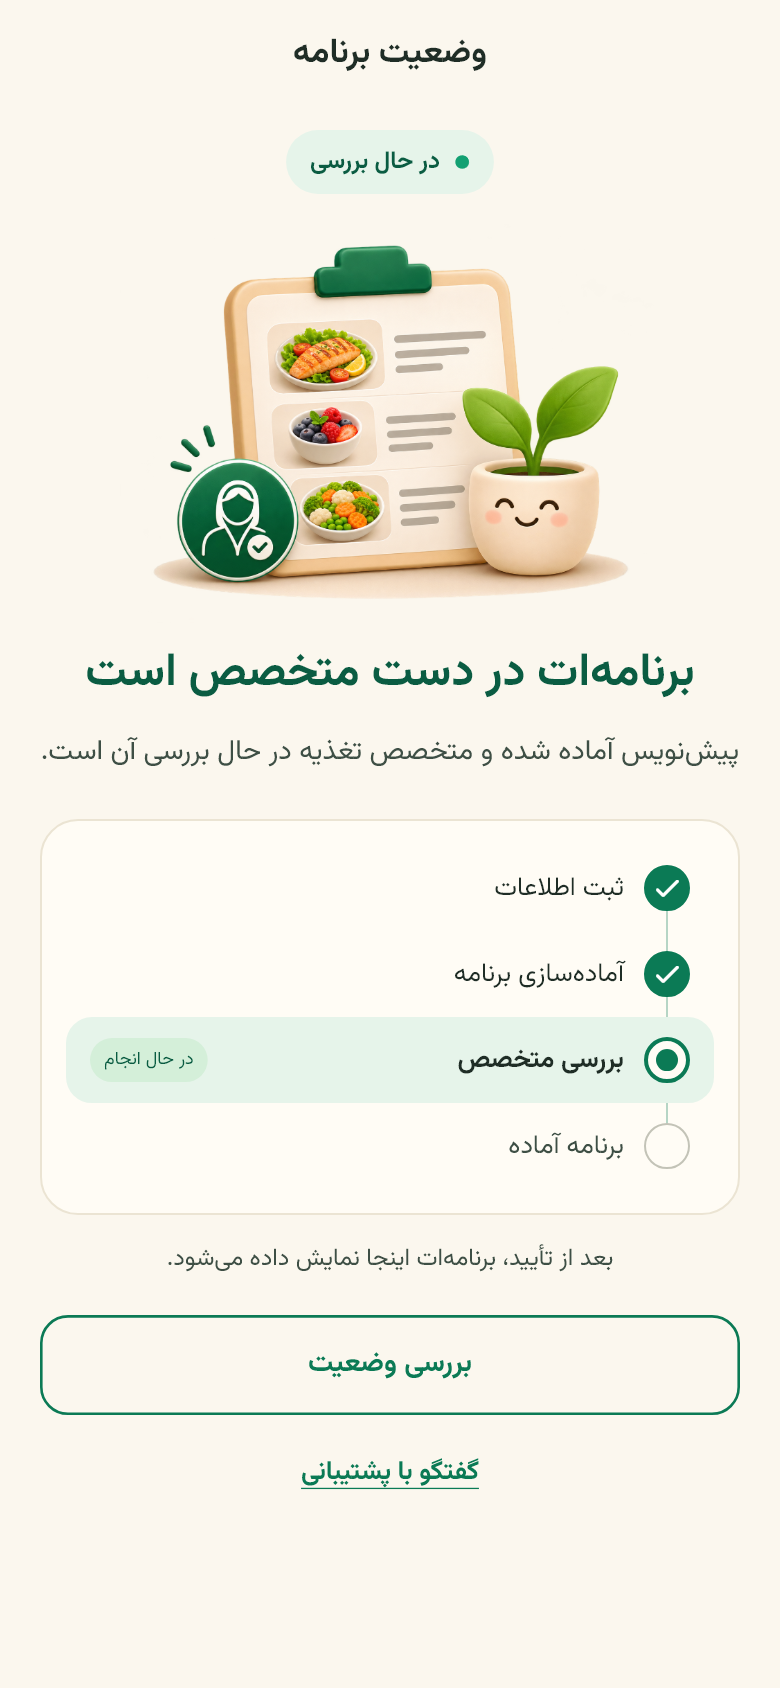 وضعیت برنامه
در حال بررسی
برنامه‌ات در دست متخصص است
پیش‌نویس آماده شده و متخصص تغذیه در حال بررسی آن است.
ثبت اطلاعات
آماده‌سازی برنامه
بررسی متخصص
در حال انجام
برنامه آماده
بعد از تأیید، برنامه‌ات اینجا نمایش داده می‌شود.
بررسی وضعیت
گفتگو با پشتیبانی